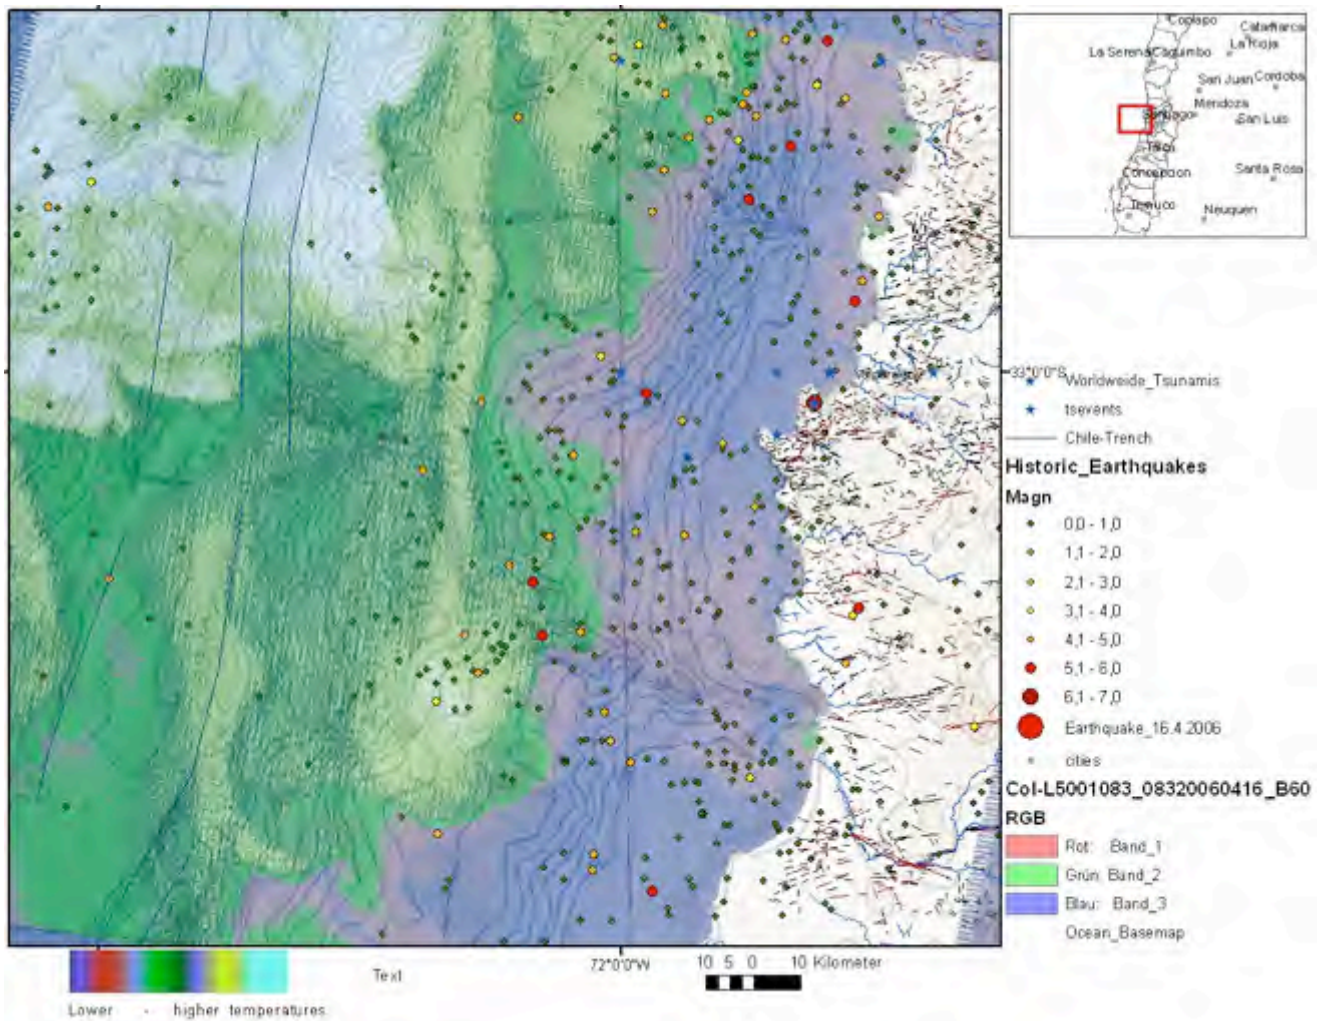 Copiapo
Catamarca
La Serena Coquimbo
La Rioja
San Juan Cordoba
Mendoza
Santiago
San Luis
Talca
Concepcion
Santa Rosa
Temuco
Neuquen
33°0'0"S
Worldweide_Tsunamis
tsevents
Chile-Trench
Historic_Earthquakes
Magn
0,0 - 1,0
1,1 - 2,0
2,1 - 3,0
3,1 - 4,0
4,1 - 5,0
5,1 - 6,0
6,1 - 7,0
Earthquake_16.4.2006
cities
Col-L5001083_08320060416_B60
RGB
Rot: Band_1
Grün: Band_2
Blau: Band_3
Ocean_Basemap
Text
72°0'0"W
10 5 0 10 Kilometer
Lower - higher temperatures